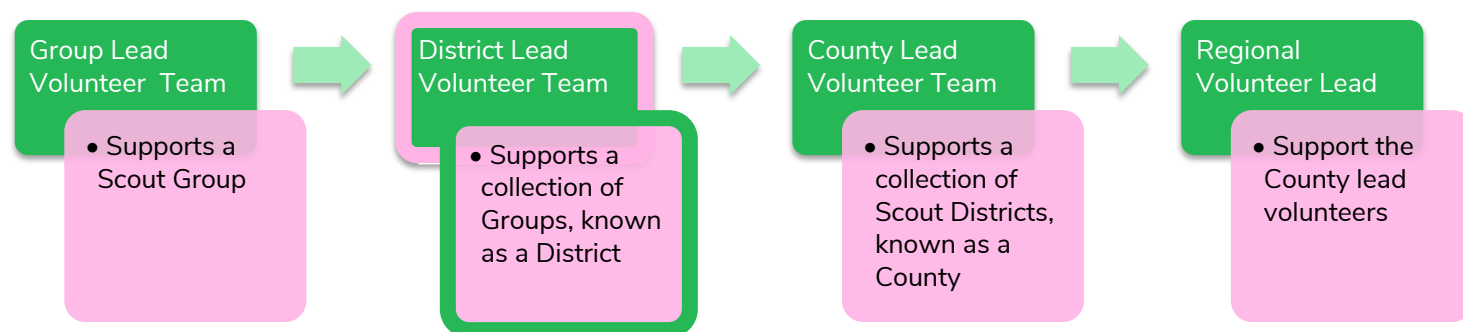 Group Lead
Volunteer  Team
• Supports a
Scout Group
District Lead
Volunteer Team
• Supports a
collection of
Groups, known
as a District
County Lead
Volunteer Team
• Supports a
collection of
Scout Districts,
known as a
County
Regional
Volunteer Lead
• Support the
County lead
volunteers